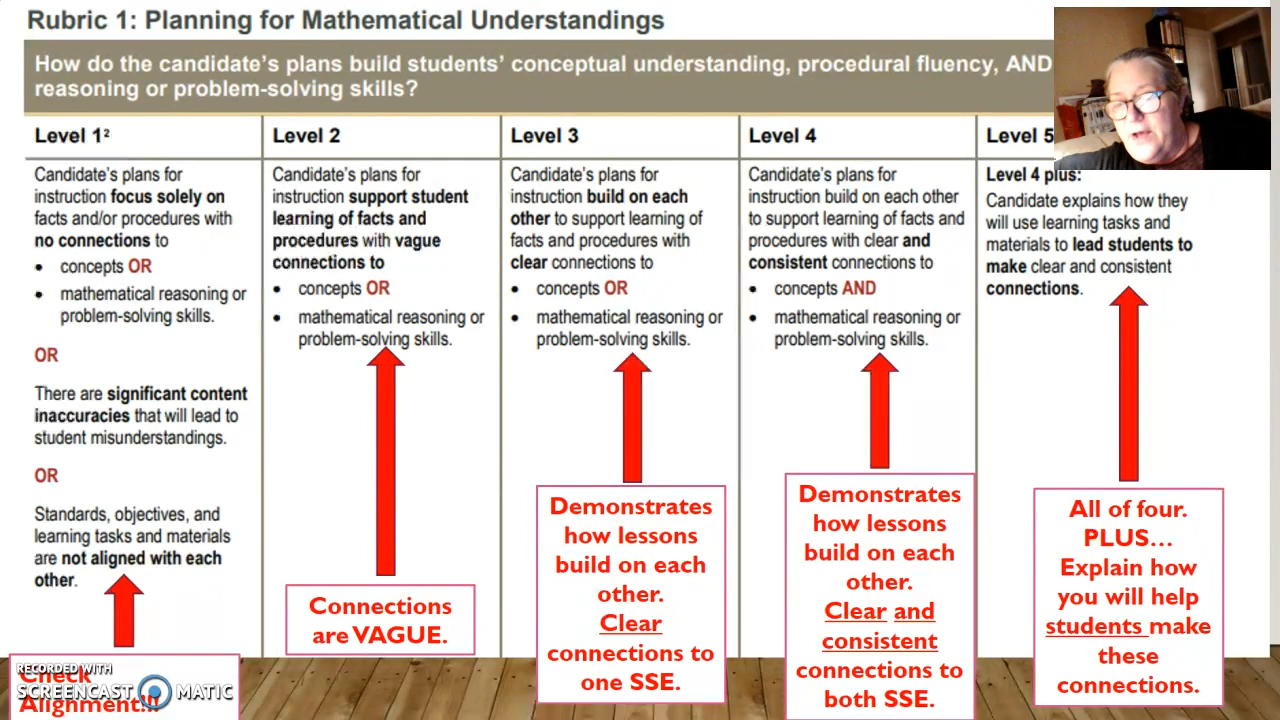 Rubric 1: Planning for Mathematical Understandings
How do the candidate's plans build students' conceptual understanding, procedural fluency, AND
reasoning or problem-solving skills?
Level 1²
Candidate's plans for
instruction focus solely on
facts and/or procedures with
no connections to
• concepts OR
• mathematical reasoning or
problem-solving skills.
OR
There are significant content
inaccuracies that will lead to
student misunderstandings.
OR
Standards, objectives, and
learning tasks and materials
are not aligned with each
other.
Check
Alignment!!!
Level 2
Candidate's plans for
instruction support student
learning of facts and
procedures with vague
connections to
• concepts OR
• mathematical reasoning or
problem-solving skills.
Connections
are VAGUE.
Level 3
Candidate's plans for
instruction build on each
other to support learning of
facts and procedures with
clear connections to
• concepts OR
• mathematical reasoning or
problem-solving skills.
Demonstrates
how lessons
build on each
other.
Clear
connections to
one SSE.
Level 4
Candidate's plans for
instruction build on each other
to support learning of facts and
procedures with clear and
consistent connections to
• concepts AND
• mathematical reasoning or
problem-solving skills.
Demonstrates
how lessons
build on each
other.
Clear and
consistent
connections to
both SSE.
Level 5
Level 4 plus:
Candidate explains how they
will use learning tasks and
materials to lead students to
make clear and consistent
connections.
All of four.
PLUS…
Explain how
you will help
students make
these
connections.
RECORDED WITH
SCREENCAST MATIC